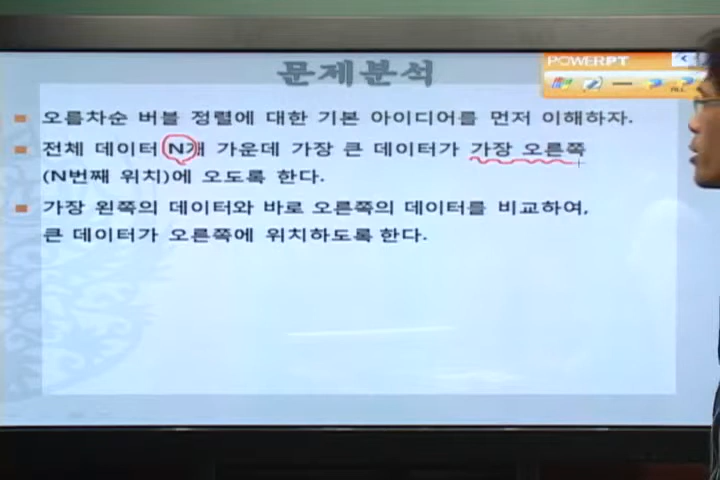 문제분석
POWERPT
오름차순 버블 정렬에 대한 기본 아이디어를 먼저 이해하자.
전체 데이터 N개 가운데 가장 큰 데이터가 가장 오른쪽
(N번째 위치)에 오도록 한다.
가장 왼쪽의 데이터와 바로 오른쪽의 데이터를 비교하여,
큰 데이터가 오른쪽에 위치하도록 한다.